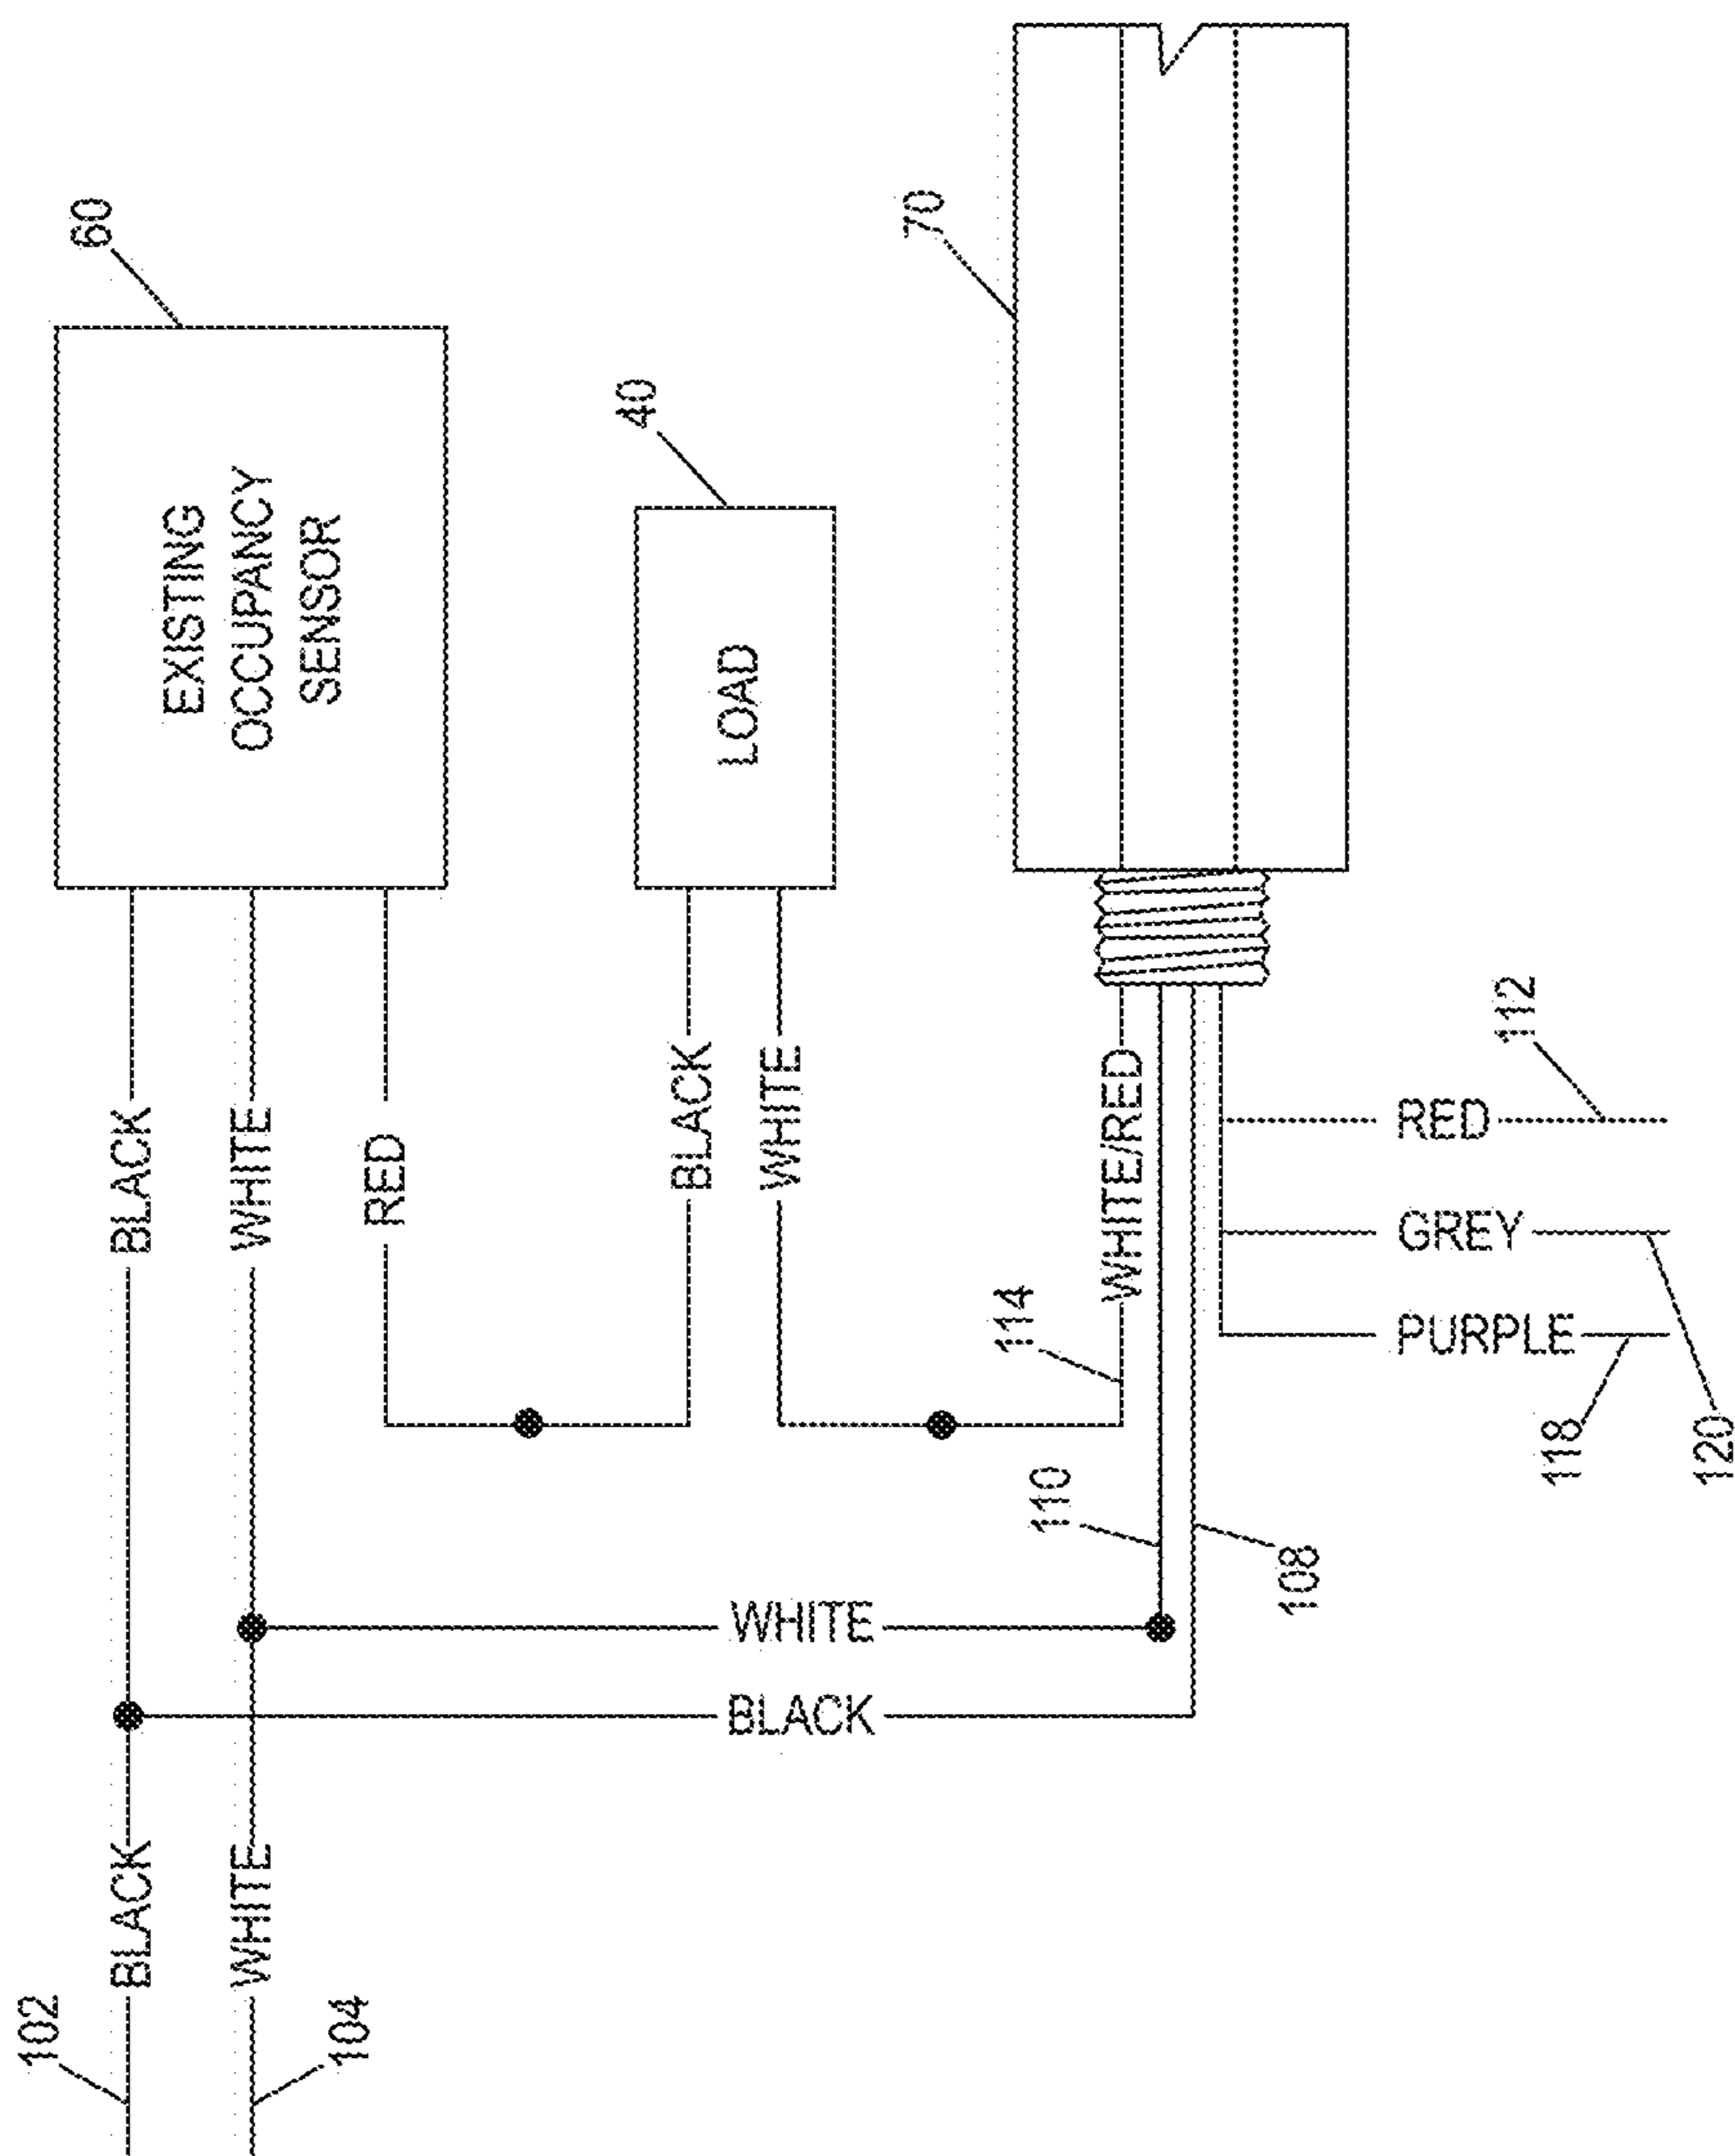 102
BLACK
BLACK
60
EXISTING
OCCUPANCY
SENSOR
WHITE
WHITE
104
RED
40
BLACK
LOAD
WHITE
WHITE
BLACK
70
114
WHITE/RED
110
108
RED
112
GREY
PURPLE
118
120